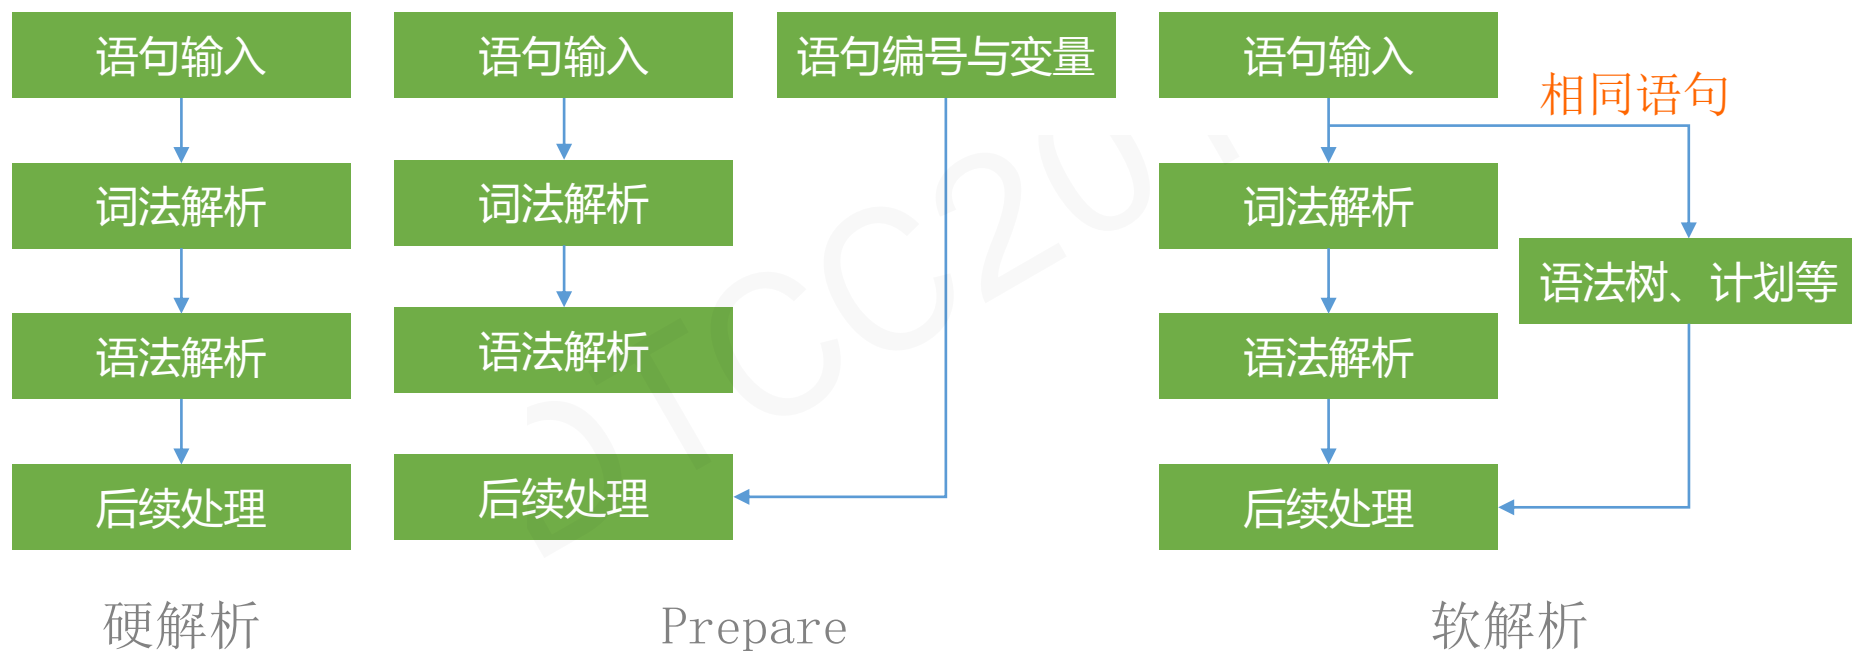 语句输入
词法解析
语法解析
后续处理
硬解析
语句输入
词法解析
语法解析
后续处理
语句编号与变量
Prepare
语句输入
相同语句
词法解析
语法解析
语法树、计划等
后续处理
软解析